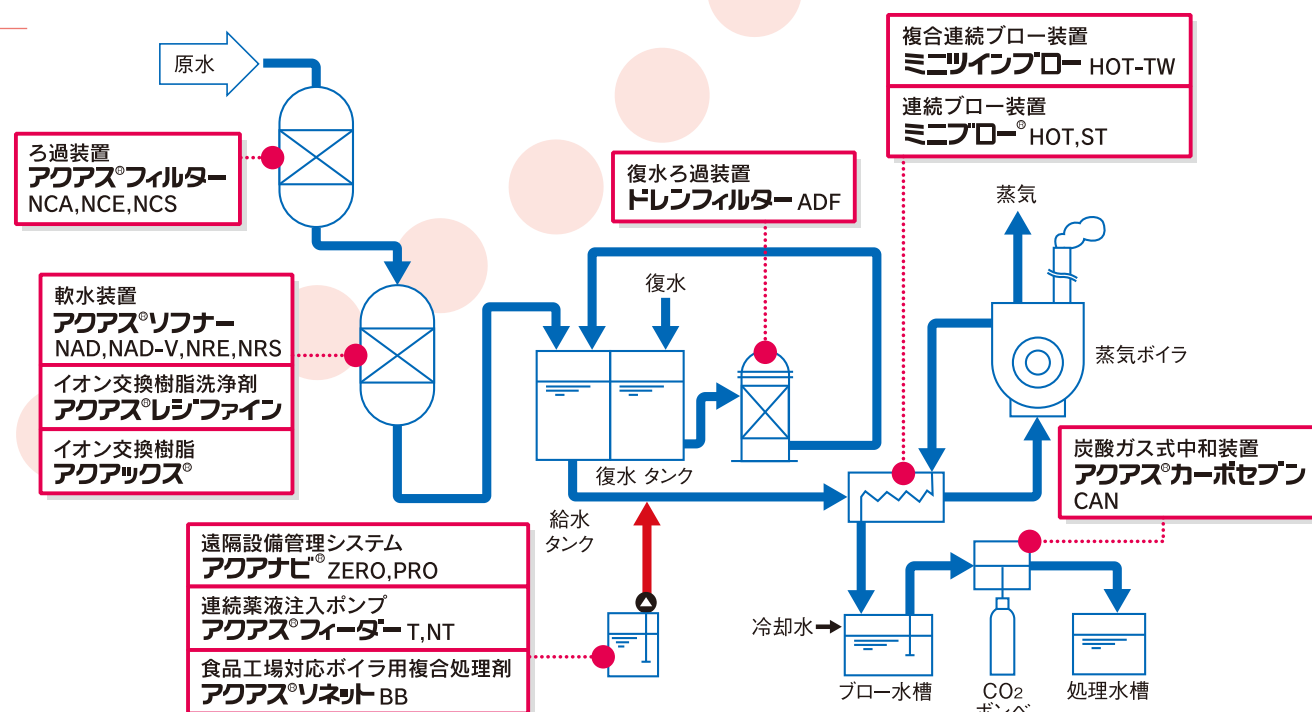 原水
ろ過装置
アクアス®フィルター
NCA,NCE,NCS
軟水装置
アクアス®ソフナー
NAD,NAD-V,NRE,NRS
イオン交換樹脂洗浄剤
アクアス®レジファイン
イオン交換樹脂
アクアックス®
復水ろ過装置
ドレンフィルター ADF
複合連続ブロー装置
ミニツインブロー HOT-TW
連続ブロー装置
ミニブロー® HOT,ST
蒸気
蒸気ボイラ
復水
復水 タンク
給水
タンク
炭酸ガス式中和装置
アクアス®カーボセブン
CAN
遠隔設備管理システム
アクアナビ® ZERO,PRO
連続薬液注入ポンプ
アクアス®フィーダー T,NT
食品工場対応ボイラ用複合処理剤
アクアス®ソネット BB
冷却水
ブロー水槽
CO2
ボンベ
処理水槽